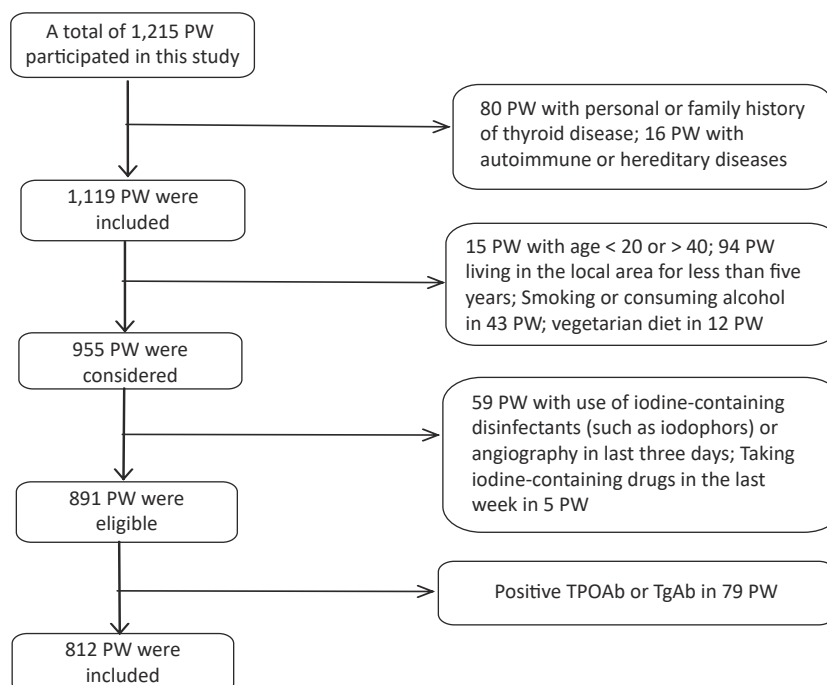 A total of 1,215 PW
participated in this study
80 PW with personal or family history
of thyroid disease; 16 PW with
autoimmune or hereditary diseases
1,119 PW were
included
15 PW with age < 20 or > 40; 94 PW
living in the local area for less than five
years; Smoking or consuming alcohol
in 43 PW; vegetarian diet in 12 PW
955 PW were
considered
59 PW with use of iodine-containing
disinfectants (such as iodophors) or
angiography in last three days; Taking
iodine-containing drugs in the last
week in 5 PW
891 PW were
eligible
Positive TPOAb or TgAb in 79 PW
812 PW were
included